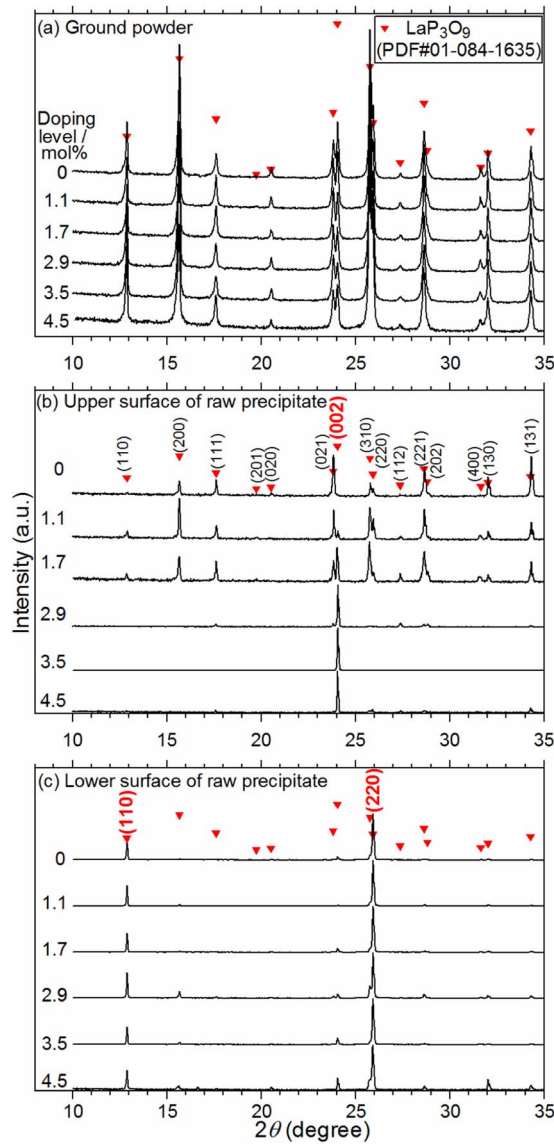 (a) Ground powder
LaP3O9
(PDF#01-084-1635)
Doping
level /
mol%
0
1.1
1.7
2.9
3.5
4.5
10 15 20 25 30 35
(b) Upper surface of raw precipitate
(110) (200) (111) (201) (020) (021) (002) (310) (220) (112) (221) (202) (400) (130) (131)
0
1.1
1.7
2.9
3.5
4.5
10 15 20 25 30 35
Intensity (a.u.)
(c) Lower surface of raw precipitate
(110) (220)
0
1.1
1.7
2.9
3.5
4.5
10 15 20 25 30 35
2θ (degree)